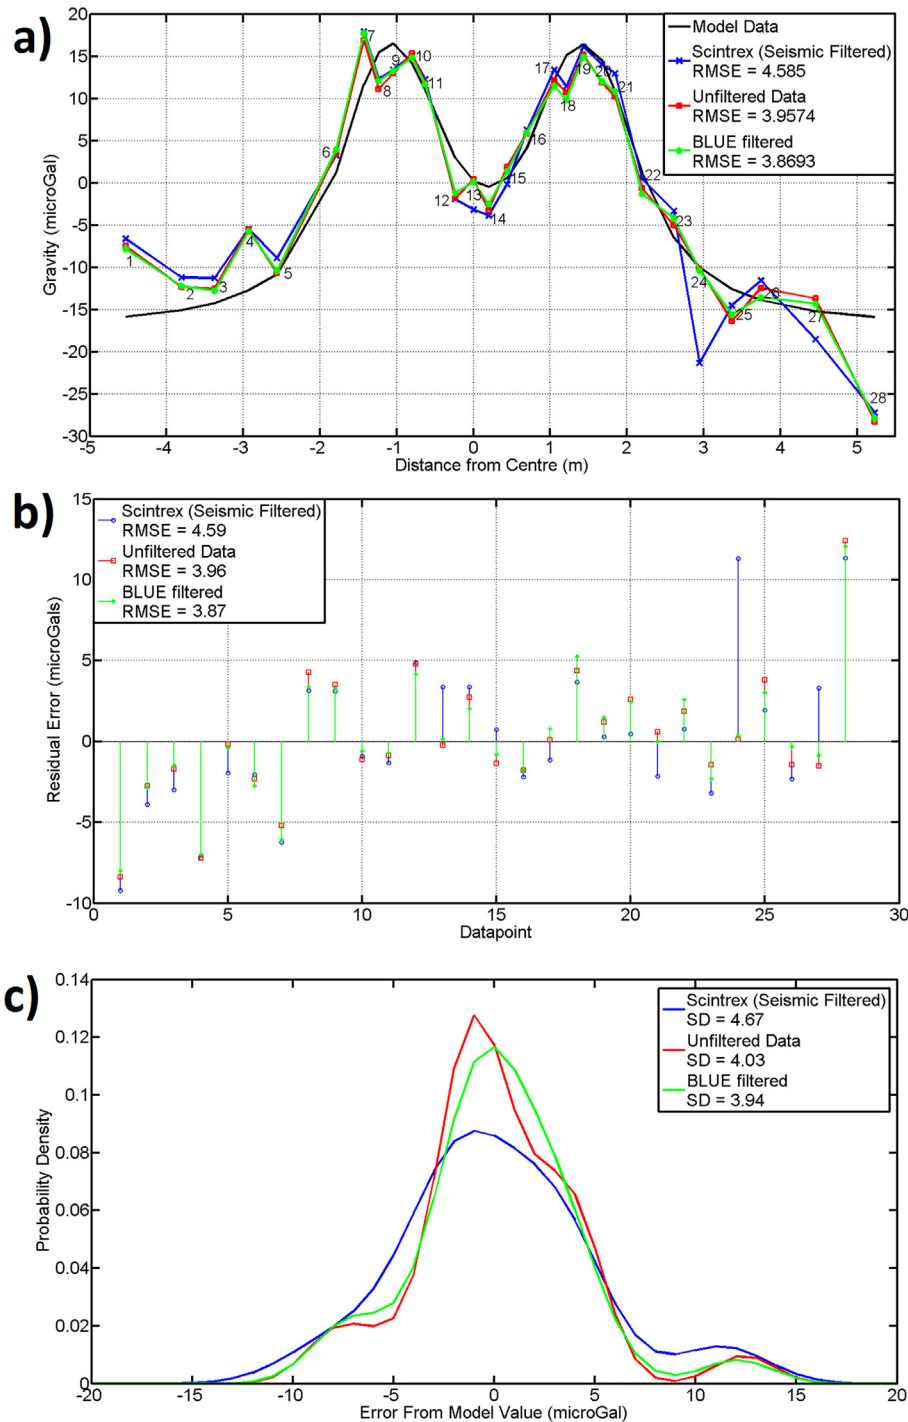 a)
20
15
10
5
0
-5
-10
-15
-20
-25
-30
Gravity (microGal)
Model Data
Scintrex (Seismic Filtered)
RMSE = 4.585
Unfiltered Data
RMSE = 3.9574
BLUE filtered
RMSE = 3.8693
1
2
3
4
5
6
7
8
9
10
11
12
13
14
15
16
17
18
19
20
21
22
23
24
25
26
27
28
-5
-4
-3
-2
-1
0
1
2
3
4
5
Distance from Centre (m)
b)
15
10
5
0
-5
-10
Residual Error (microGals)
Scintrex (Seismic Filtered)
RMSE = 4.59
Unfiltered Data
RMSE = 3.96
BLUE filtered
RMSE = 3.87
0
5
10
15
20
25
30
Datapoint
c)
0.14
0.12
0.1
0.08
0.06
0.04
0.02
0
Probability Density
Scintrex (Seismic Filtered)
SD = 4.67
Unfiltered Data
SD = 4.03
BLUE filtered
SD = 3.94
-20
-15
-10
-5
0
5
10
15
20
Error From Model Value (microGal)